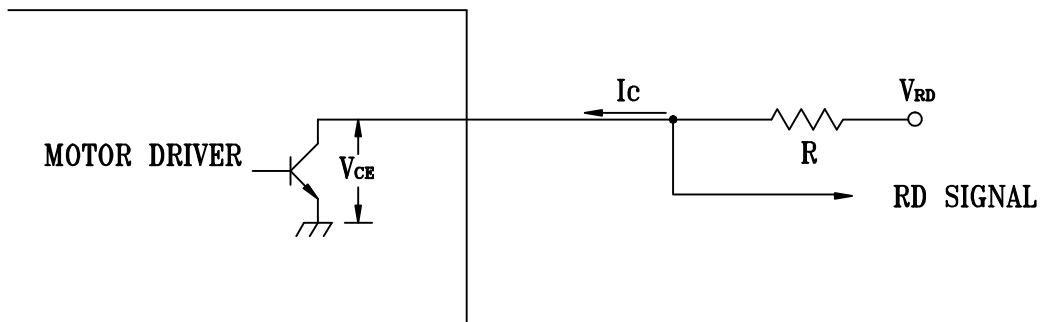 Ic
VRD
MOTOR DRIVER
VCE
R
RD SIGNAL